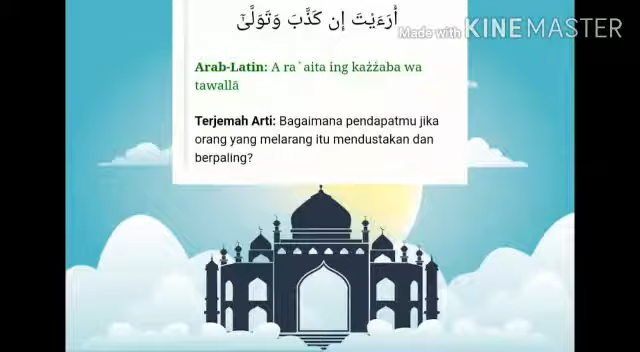 أَرَءَيْتَ إِن كَذَّبَ وَتَوَلَّىٰٓ
Made with KINEMASTER
Arab-Latin: A ra`aita ing każżaba wa
tawallā
Terjemah Arti: Bagaimana pendapatmu jika
orang yang melarang itu mendustakan dan
berpaling?